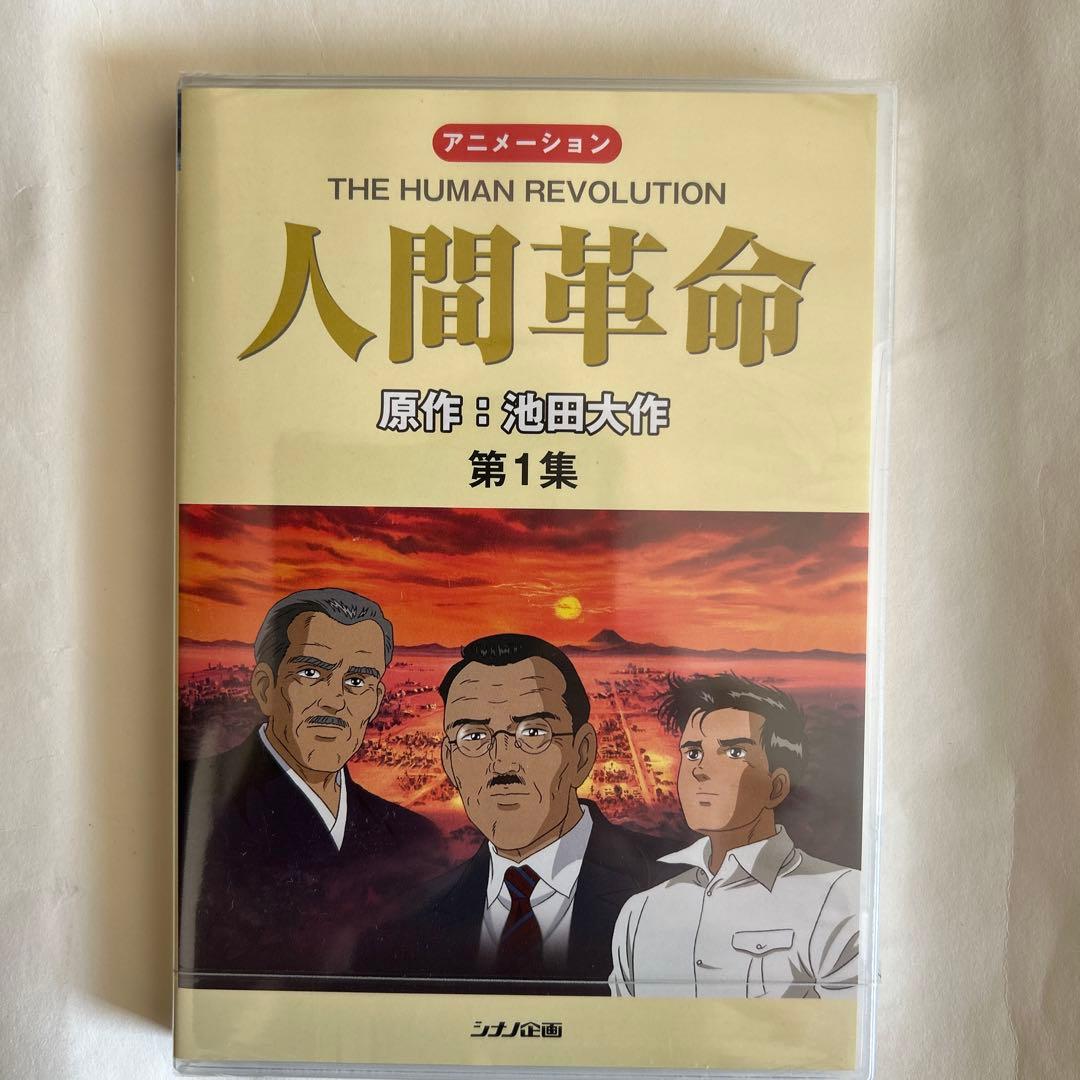 アニメーション
THE HUMAN REVOLUTION
人間革命
原作：池田大作
第1集
シナノ企画